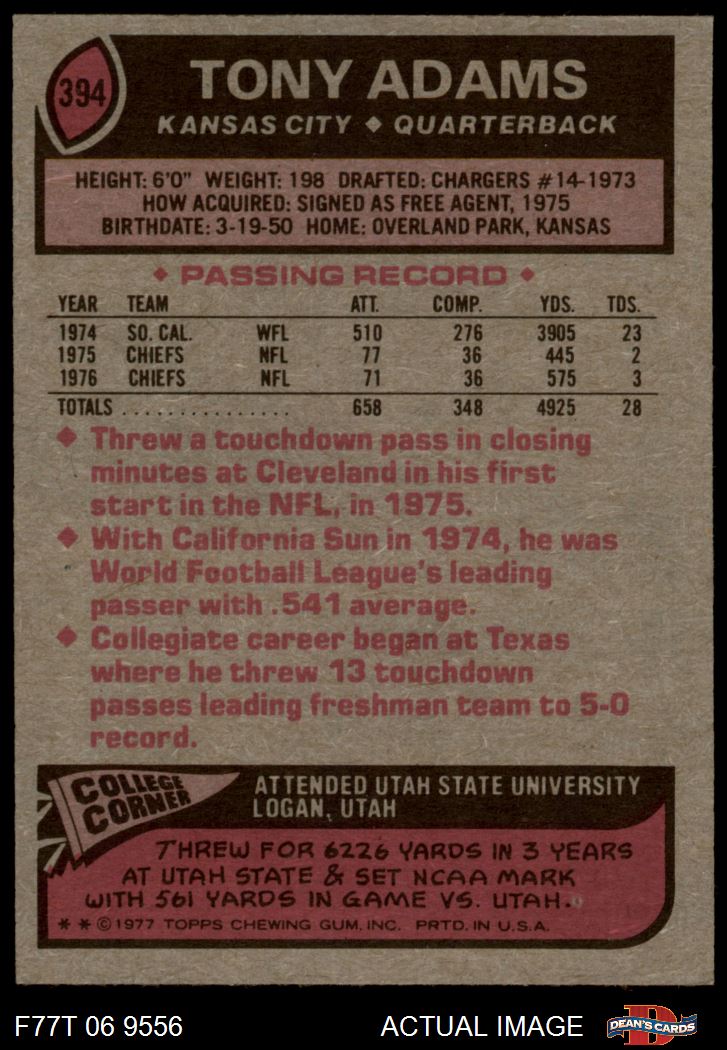 394
TONY ADAMS
KANSAS CITY ◆ QUARTERBACK
HEIGHT: 6'0" WEIGHT: 198 DRAFTED: CHARGERS #14-1973
HOW ACQUIRED: SIGNED AS FREE AGENT, 1975
BIRTHDATE: 3-19-50 HOME: OVERLAND PARK, KANSAS
◆ PASSING RECORD ◆
YEAR TEAM ATT. COMP. YDS. TDS.
1974 SO. CAL. WFL 510 276 3905 23
1975 CHIEFS NFL 77 36 445 2
1976 CHIEFS NFL 71 36 575 3
TOTALS . . . . . . . . . . . . . . . 658 348 4925 28
◆ Threw a touchdown pass in closing
minutes at Cleveland in his first
start in the NFL, in 1975.
◆ With California Sun in 1974, he was
World Football League's leading
passer with .541 average.
◆ Collegiate career began at Texas
where he threw 13 touchdown
passes leading freshman team to 5-0
record.
COLLEGE
CORNER
ATTENDED UTAH STATE UNIVERSITY
LOGAN, UTAH
THREW FOR 6226 YARDS IN 3 YEARS
AT UTAH STATE & SET NCAA MARK
WITH 561 YARDS IN GAME VS. UTAH.
* * © 1977 TOPPS CHEWING GUM, INC. PRTD. IN U.S.A.
F77T 06 9556 ACTUAL IMAGE
DEAN'S CARDS